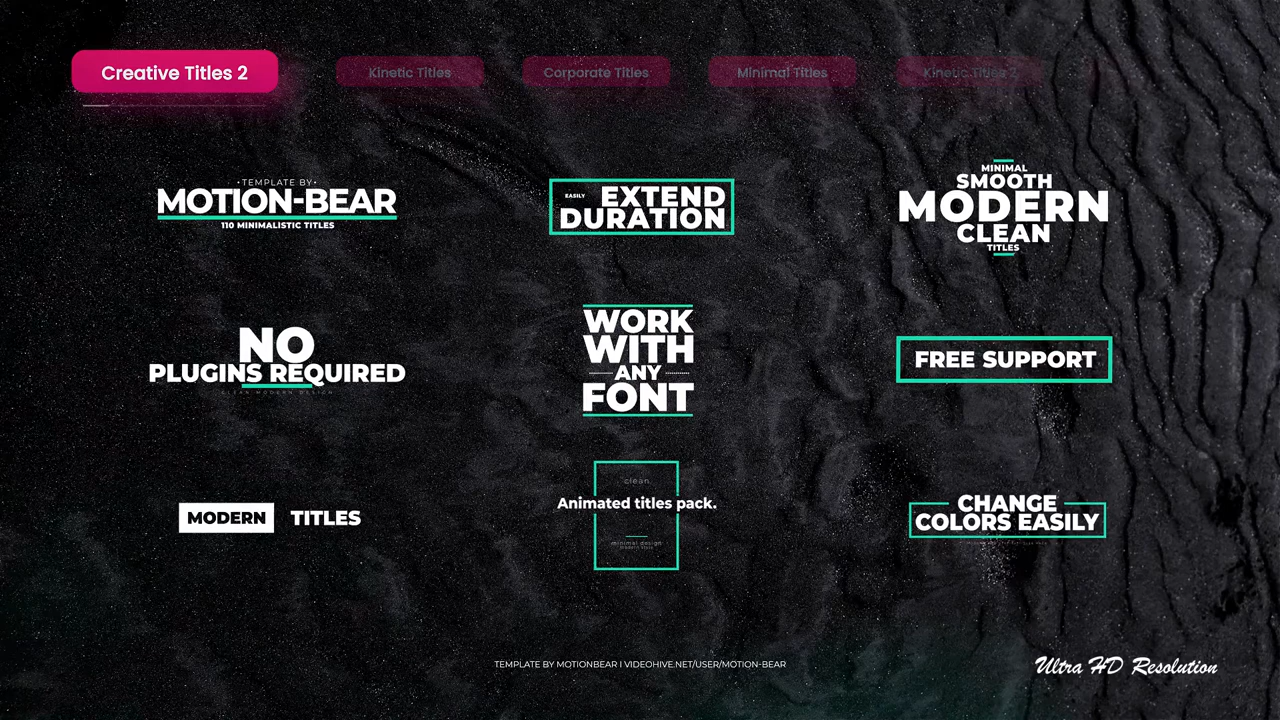 Creative Titles 2
Kinetic Titles
Corporate Titles
Minimal Titles
Kinetic Titles 2
•TEMPLATE BY•
MOTION-BEAR
110 MINIMALISTIC TITLES
EASILY EXTEND
DURATION
MINIMAL
SMOOTH
MODERN
CLEAN
TITLES
NO
PLUGINS REQUIRED
CLEAN MODERN DESIGN
WORK
WITH
ANY
FONT
FREE SUPPORT
MODERN TITLES
clean
Animated titles pack.
minimal design
CHANGE
COLORS EASILY
TEMPLATE BY MOTIONBEAR I VIDEOHIVE.NET/USER/MOTION-BEAR
Ultra HD Resolution